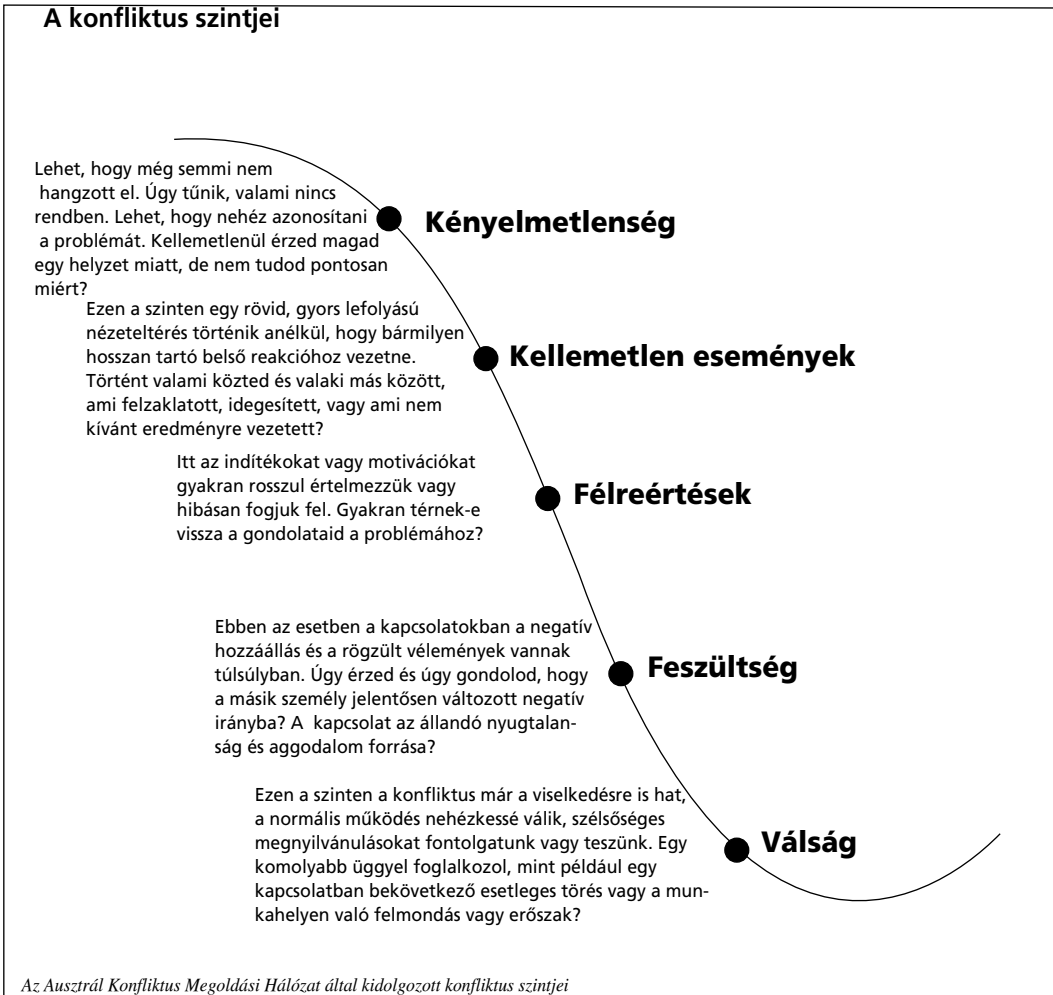 A konfliktus szintjei
Lehet, hogy még semmi nem
hangzott el. Úgy tűnik, valami nincs
rendben. Lehet, hogy nehéz azonosítani
a problémát. Kellemetlenül érzed magad
egy helyzet miatt, de nem tudod pontosan
miért?
Kényelmetlenség
Ezen a szinten egy rövid, gyors lefolyású
nézeteltérés történik anélkül, hogy bármilyen
hosszan tartó belső reakcióhoz vezetne.
Történt valami közted és valaki más között,
ami felzaklatott, idegesített, vagy ami nem
kívánt eredményre vezetett?
Kellemetlen események
Itt az indítékokat vagy motivációkat
gyakran rosszul értelmezzük vagy
hibásan fogjuk fel. Gyakran térnek-e
vissza a gondolataid a problémához?
Félreértések
Ebben az esetben a kapcsolatokban a negatív
hozzáállás és a rögzült vélemények vannak
túlsúlyban. Úgy érzed és úgy gondolod, hogy
a másik személy jelentősen változott negatív
irányba? A kapcsolat az állandó nyugtalan-
ság és aggodalom forrása?
Feszültség
Ezen a szinten a konfliktus már a viselkedésre is hat,
a normális működés nehézkessé válik, szélsőséges
megnyilvánulásokat fontolgatunk vagy teszünk. Egy
komolyabb üggyel foglalkozol, mint például egy
kapcsolatban bekövetkező esetleges törés vagy a mun-
kahelyen való felmondás vagy erőszak?
Válság
Az Ausztrál Konfliktus Megoldási Hálózat által kidolgozott konfliktus szintjei